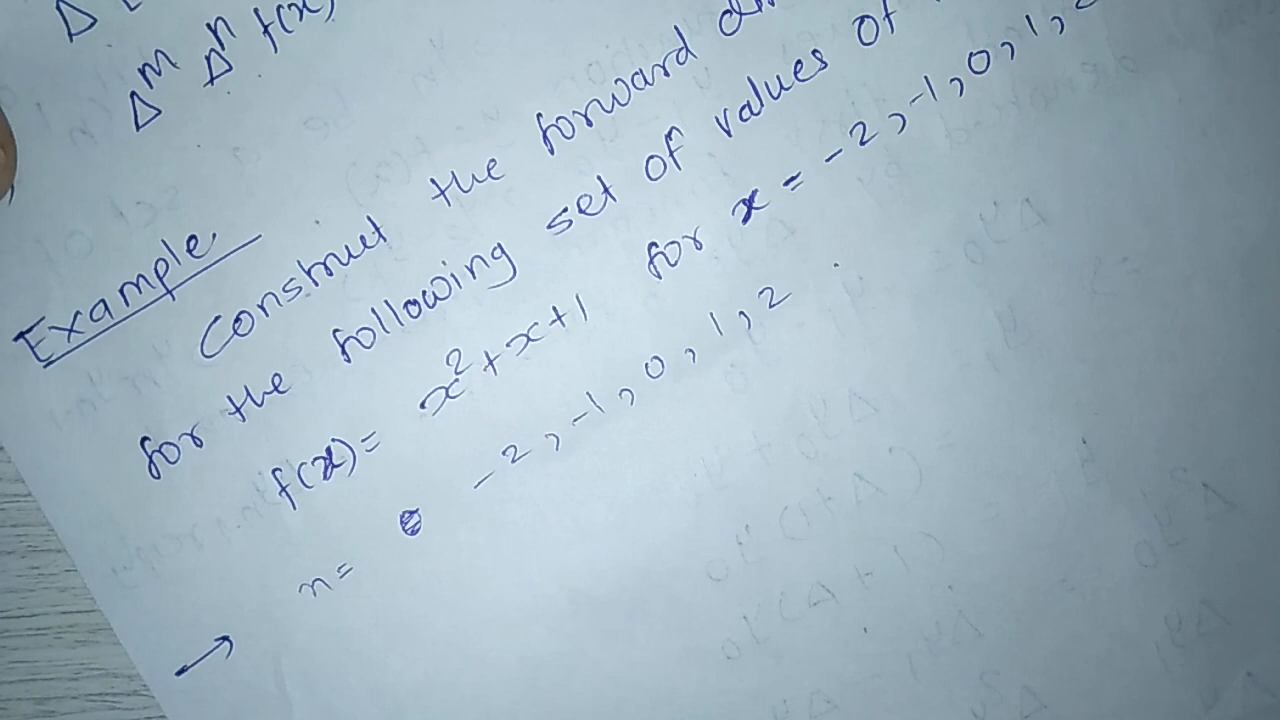 Δ
Δ^m Δ^n f(x)
Example
Construct the forward
for the following set of values of
f(x) = x^2 + x + 1 for x = -2, -1, 0, 1,
n = -2, -1, 0, 1, 2
→